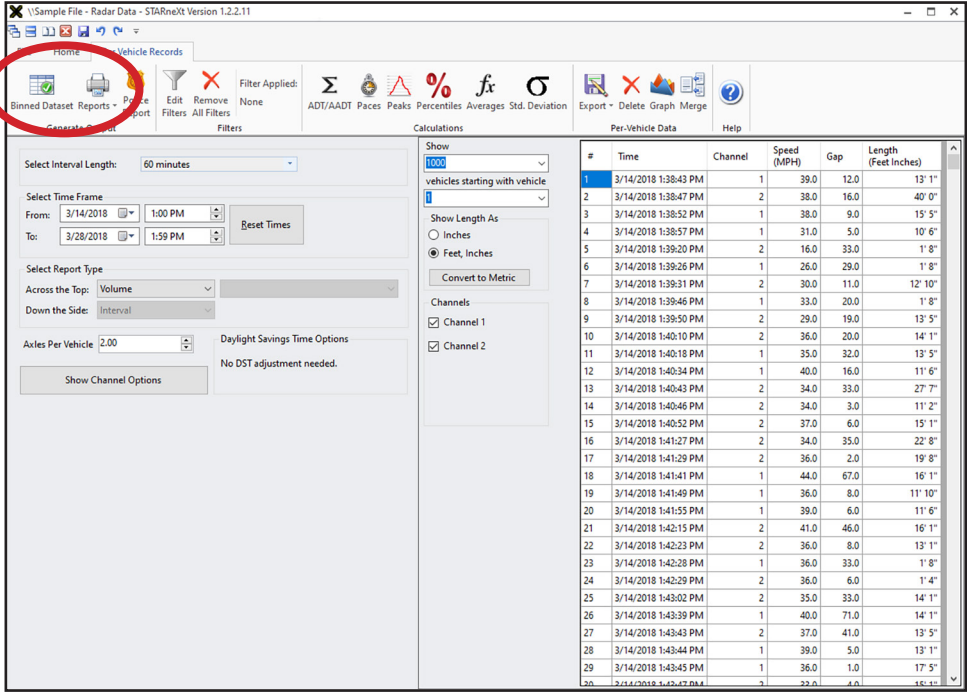 \\Sample File - Radar Data - STARneXt Version 1.2.2.11
Home Vehicle Records
Binned Dataset Reports
Edit Filters
Remove All Filters
Filter Applied:
None
ADT/AADT Paces Peaks Percentiles Averages Std. Deviation
Export Delete Graph Merge
Filters Calculations Per-Vehicle Data Help
Select Interval Length: 60 minutes
Select Time Frame
From: 3/14/2018 1:00 PM
To: 3/28/2018 1:59 PM
Reset Times
Select Report Type
Across the Top: Volume
Down the Side: Interval
Axles Per Vehicle 2.00
Daylight Savings Time Options
No DST adjustment needed.
Show Channel Options
Show
1000
vehicles starting with vehicle
1
Show Length As
Inches
Feet, Inches
Convert to Metric
Channels
Channel 1
Channel 2
# Time Channel Speed (MPH) Gap Length (Feet Inches)
1 3/14/2018 1:38:43 PM 1 39.0 12.0 13' 1"
2 3/14/2018 1:38:47 PM 2 38.0 16.0 40' 0"
3 3/14/2018 1:38:52 PM 1 38.0 9.0 15' 5"
4 3/14/2018 1:38:57 PM 1 31.0 5.0 10' 6"
5 3/14/2018 1:39:20 PM 2 16.0 33.0 1' 8"
6 3/14/2018 1:39:26 PM 1 26.0 29.0 1' 8"
7 3/14/2018 1:39:31 PM 2 30.0 11.0 12' 10"
8 3/14/2018 1:39:46 PM 1 33.0 20.0 1' 8"
9 3/14/2018 1:39:50 PM 2 29.0 19.0 13' 5"
10 3/14/2018 1:40:10 PM 2 36.0 20.0 14' 1"
11 3/14/2018 1:40:18 PM 1 35.0 32.0 13' 5"
12 3/14/2018 1:40:34 PM 1 40.0 16.0 11' 6"
13 3/14/2018 1:40:43 PM 2 34.0 33.0 27' 7"
14 3/14/2018 1:40:46 PM 2 34.0 3.0 11' 2"
15 3/14/2018 1:40:52 PM 2 37.0 6.0 15' 1"
16 3/14/2018 1:41:27 PM 2 34.0 35.0 22' 8"
17 3/14/2018 1:41:29 PM 2 36.0 2.0 19' 8"
18 3/14/2018 1:41:41 PM 1 44.0 67.0 16' 1"
19 3/14/2018 1:41:49 PM 1 36.0 8.0 11' 10"
20 3/14/2018 1:41:55 PM 1 39.0 6.0 11' 6"
21 3/14/2018 1:42:15 PM 2 41.0 46.0 16' 1"
22 3/14/2018 1:42:23 PM 2 36.0 8.0 13' 1"
23 3/14/2018 1:42:28 PM 1 36.0 33.0 1' 8"
24 3/14/2018 1:42:29 PM 2 36.0 6.0 1' 4"
25 3/14/2018 1:43:02 PM 2 35.0 33.0 14' 1"
26 3/14/2018 1:43:39 PM 1 40.0 71.0 14' 1"
27 3/14/2018 1:43:43 PM 2 37.0 41.0 13' 5"
28 3/14/2018 1:43:44 PM 1 39.0 5.0 13' 1"
29 3/14/2018 1:43:45 PM 1 36.0 1.0 17' 5"